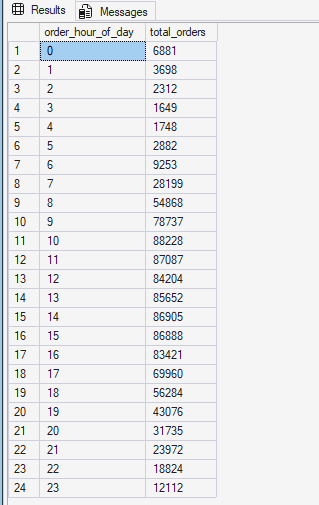 Results Messages
order_hour_of_day total_orders
1 0 6881
2 1 3698
3 2 2312
4 3 1649
5 4 1748
6 5 2882
7 6 9253
8 7 28199
9 8 54868
10 9 78737
11 10 88228
12 11 87087
13 12 84204
14 13 85652
15 14 86905
16 15 86888
17 16 83421
18 17 69960
19 18 56284
20 19 43076
21 20 31735
22 21 23972
23 22 18824
24 23 12112